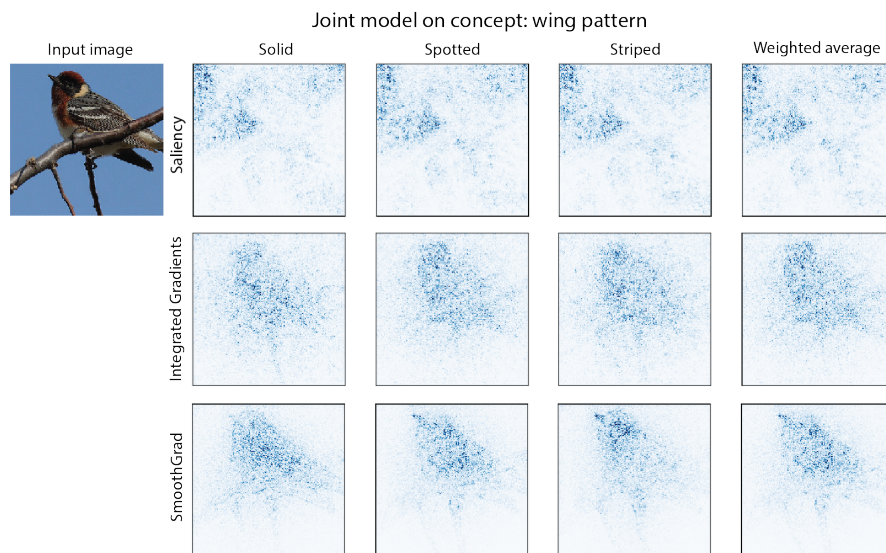 Joint model on concept: wing pattern
Input image
Solid
Spotted
Striped
Weighted average
Saliency
Integrated Gradients
SmoothGrad